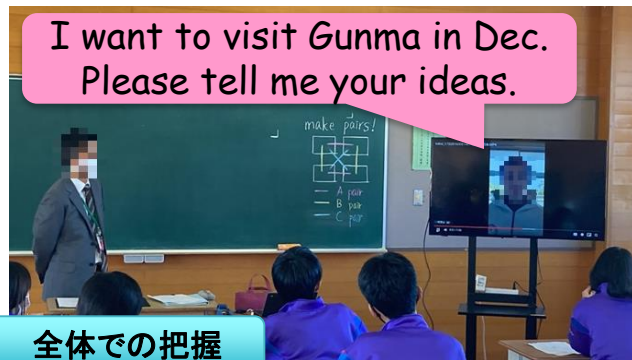 I want to visit Gunma in Dec.
Please tell me your ideas.
make pairs!
A pair
B pair
C pair
全体での把握